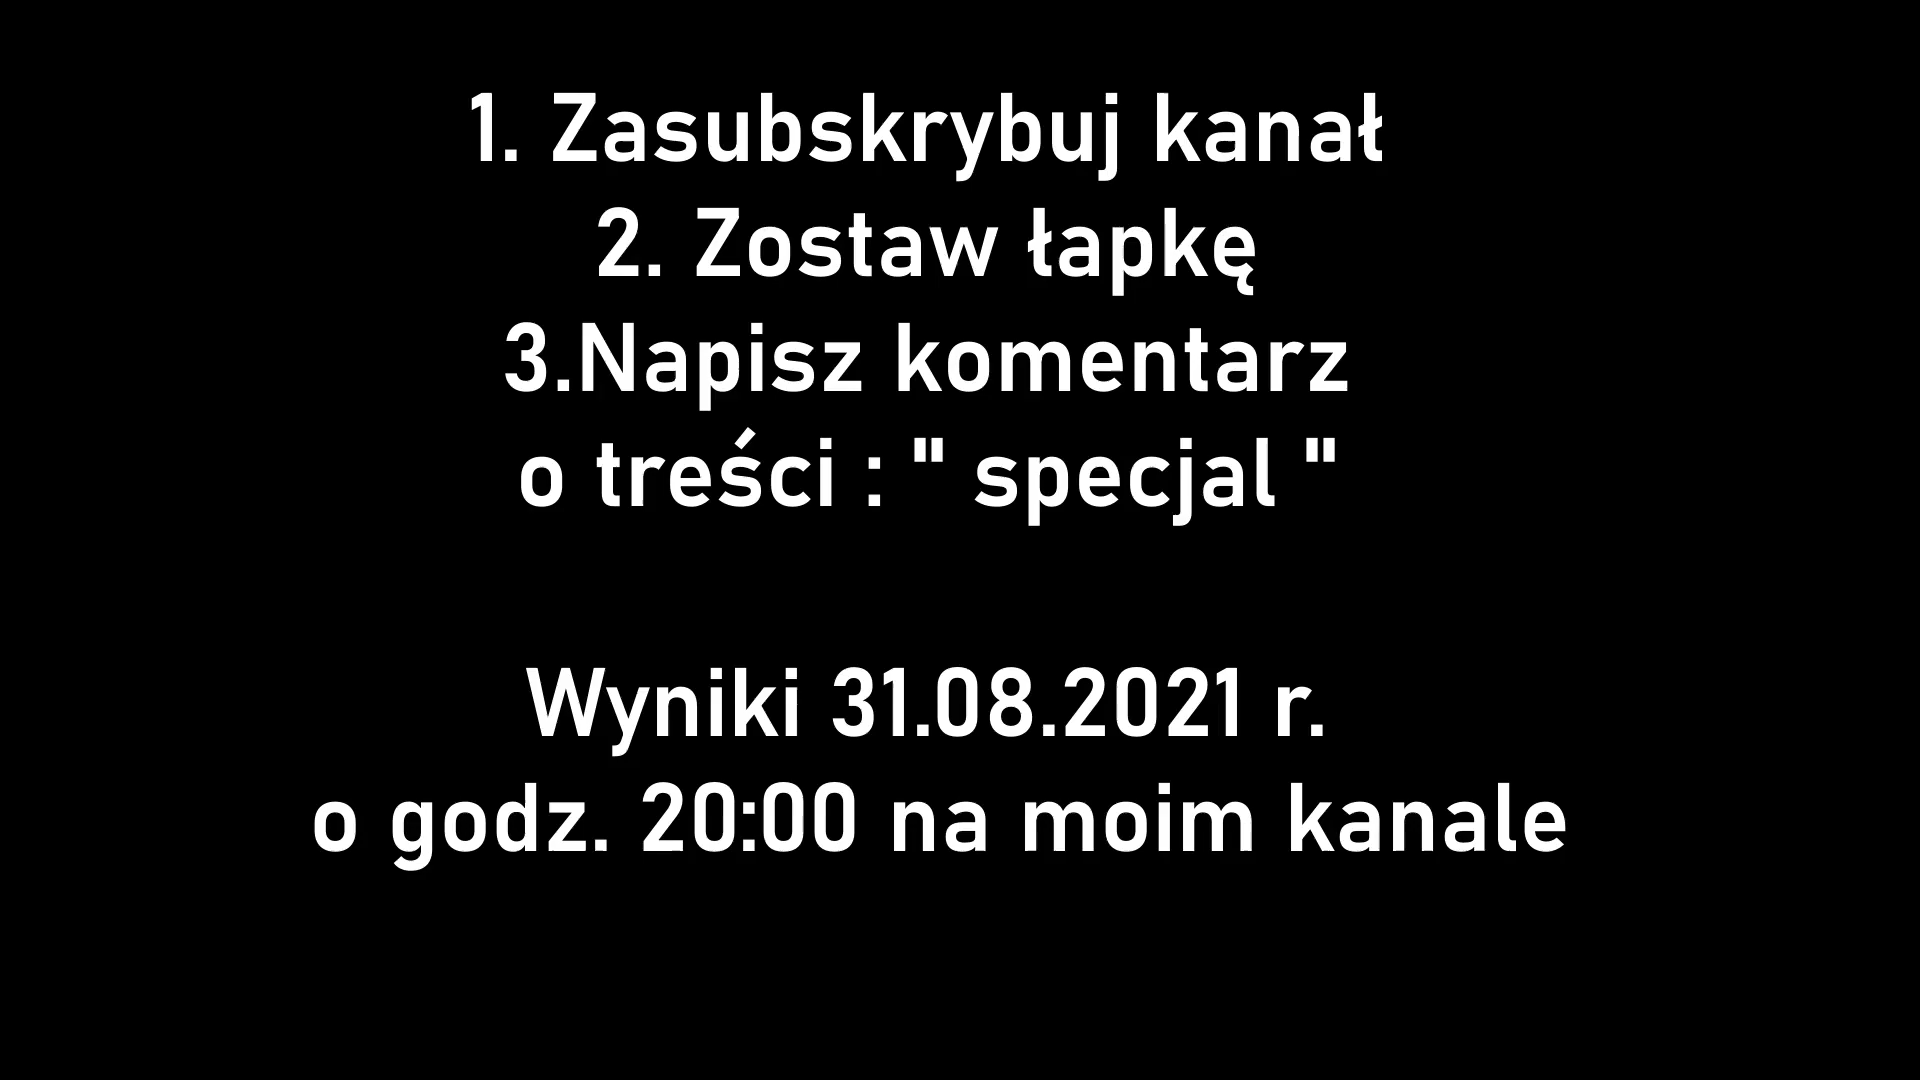 1. Zasubskrybuj kanał
2. Zostaw łapkę
3.Napisz komentarz
o treści : " specjal "
Wyniki 31.08.2021 r.
o godz. 20:00 na moim kanale